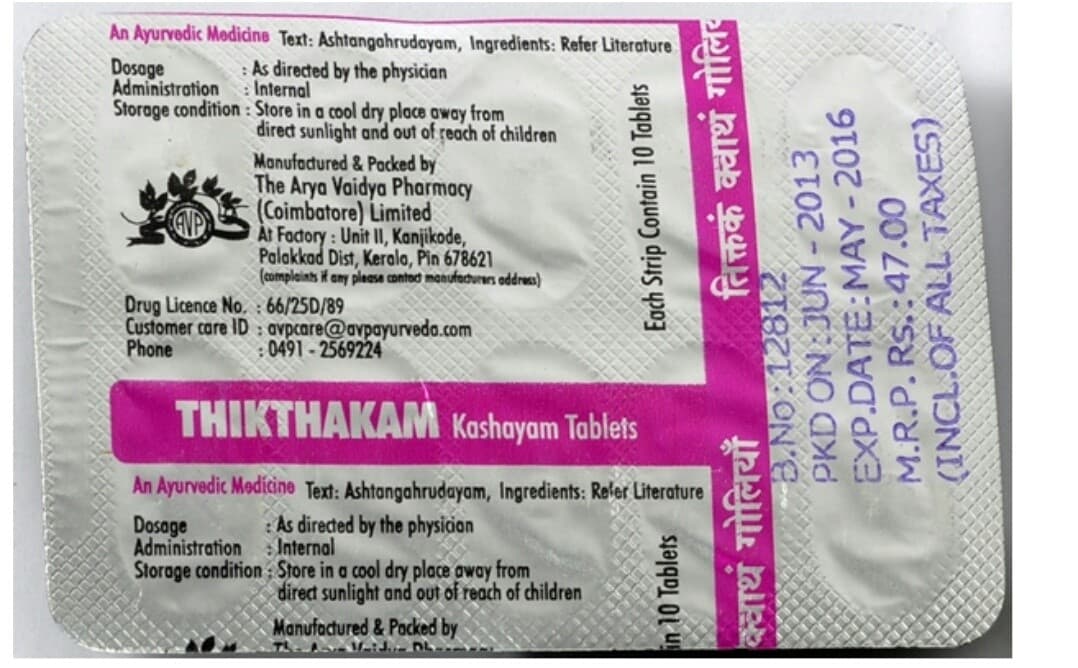 An Ayurvedic Medicine Text: Ashtangahrudayam, Ingredients: Refer Literature
Dosage : As directed by the physician
Administration : Internal
Storage condition : Store in a cool dry place away from
direct sunlight and out of reach of children
Manufactured & Packed by
The Arya Vaidya Pharmacy
(Coimbatore) Limited
At Factory : Unit II, Kanjikode,
Palakkad Dist, Kerala, Pin 678621
(complaints if any please contact manufacturers address)
AVP
Drug Licence No. : 66/25D/89
Customer care ID : avpcare@avpayurveda.com
Phone : 0491 - 2569224
THIKTHAKAM Kashayam Tablets
An Ayurvedic Medicine Text: Ashtangahrudayam, Ingredients: Refer Literature
Dosage : As directed by the physician
Administration : Internal
Storage condition : Store in a cool dry place away from
direct sunlight and out of reach of children
Manufactured & Packed by
Each Strip Contain 10 Tablets
in 10 Tablets
तिक्तकं क्वाथं
क्वाथं गोलियाँ
B.No: 12812
PKD ON: JUN - 2013
EXP.DATE: MAY - 2016
M.R.P. Rs.: 47.00
(INCL.OF ALL TAXES)